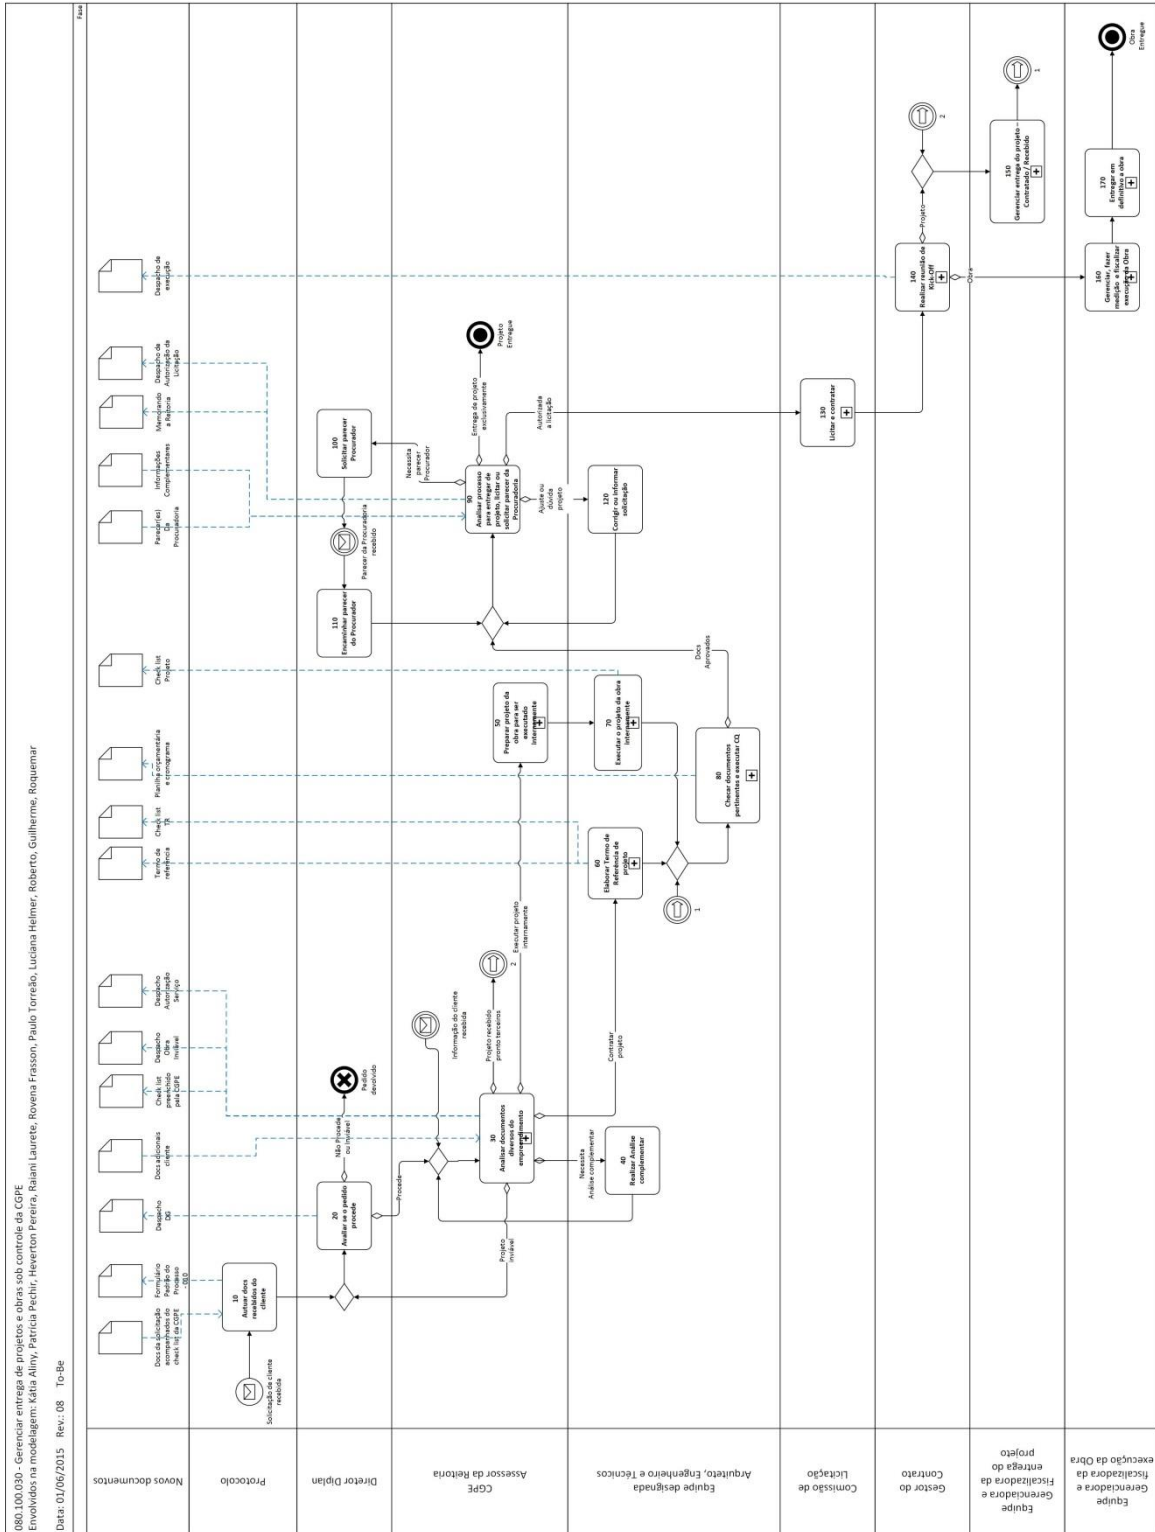 080.100.030 - Gerenciar entrega de projetos e obras sob controle da CGPE
Envolvidos na modelagem: Kátia Aliny, Patrícia Pechir, Heverton Pereira, Raiani Laurete, Rovena Frasson, Paulo Torreão, Luciana Helmer, Roberto, Guilherme, Roquemar
Data: 01/06/2015 Rev.: 08 To-Be
Fase
Novos documentos
Docs da solicitação
acompanhados do
check list da CGPE
Formulário
Padrão do
Processo
- 010
Despacho
DG
Docs adicionais
cliente
Check list
preenchido
pela CGPE
Despacho
Obra
Inviável
Despacho
Autorização
Serviço
Termo de
referência
Check list
TR
Planilha orçamentária
e cronograma
Check list
Projeto
Parecer(es)
Da
Procuradoria
Informações
Complementares
Memorando
a Reitoria
Despacho de
Autorização de
Licitação
Despacho de
execução
Protocolo
Solicitação de cliente
recebida
10
Autuar docs
recebidos do
cliente
Diretor Diplan
20
Avaliar se o pedido
procede
Não Procede
ou Inviável
Pedido
devolvido
Procede
110
Encaminhar parecer
do Procurador
Parecer da Procuradoria
recebido
100
Solicitar parecer
Procurador
CGPE
Assessor da Reitoria
Projeto
inviável
30
Analisar documentos
diversos do
empreendimento
Informação do cliente
recebida
Projeto recebido
pronto terceiros
2
Executar projeto
internamente
50
Preparar projeto da
obra para ser
executado
internamente
90
Analisar processo
para entregar de
projeto, licitar ou
solicitar parecer da
Procuradoria
Necessita
parecer
Procurador
Entrega de projeto
exclusivamente
Projeto
Entregue
Autorizada
a licitação
Ajuste ou
dúvida
projeto
Equipe designada
Arquiteto, Engenheiro e Técnicos
Necessita
Análise complementar
40
Realizar Análise
complementar
Contratar
projeto
60
Elaborar Termo de
Referência de
projeto
1
70
Executar o projeto da obra
internamente
80
Checar documentos
pertinentes e executar CQ
Docs
Aprovados
120
Corrigir ou informar
solicitação
Comissão de
Licitação
130
Licitar e contratar
Gestor do
Contrato
140
Realizar reunião de
Kick-Off
Projeto
2
Obra
Equipe
Gerenciadora e
Fiscalizadora da
entrega do
projeto
150
Gerenciar entrega do projeto –
Contratado / Recebido
1
Equipe
Gerenciadora e
fiscalizadora da
execução da Obra
160
Gerenciar, fazer
medição e fiscalizar
execução da Obra
170
Entregar em
definitivo a obra
Obra
Entregue